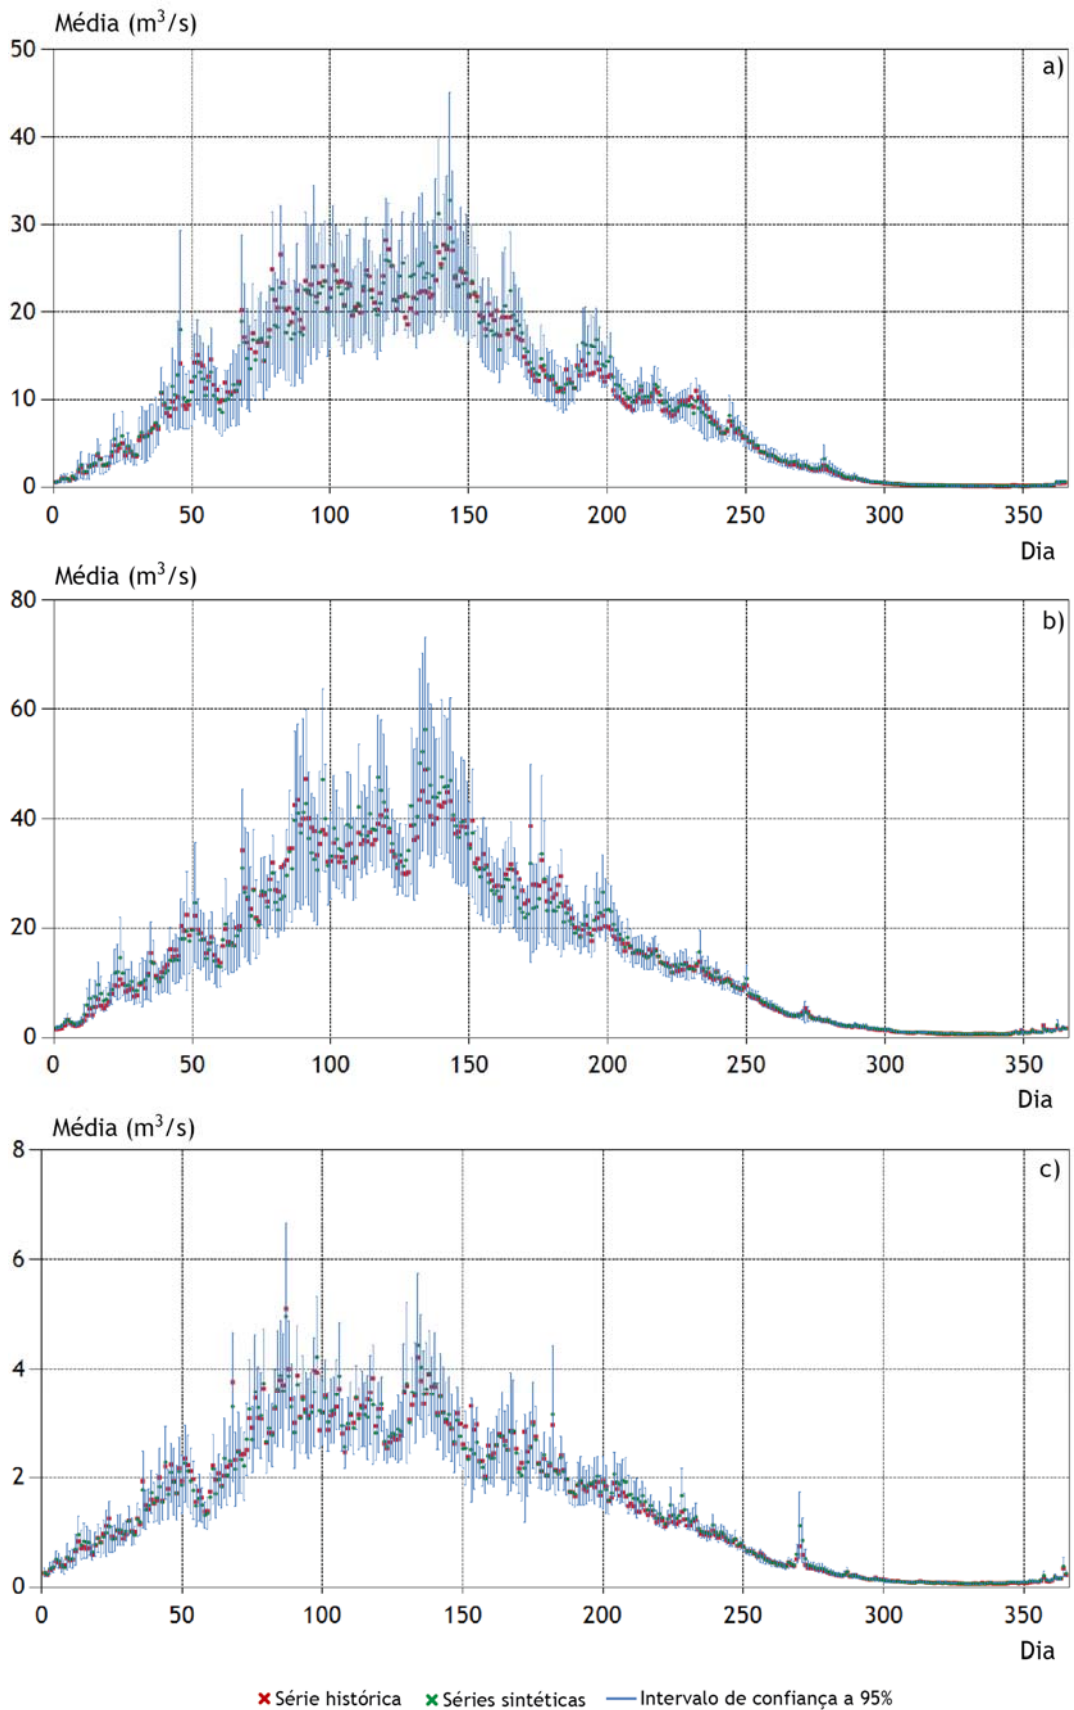 Média (m³/s)
50
a)
40
30
20
10
0
0 50 100 150 200 250 300 350
Dia
Média (m³/s)
80
b)
60
40
20
0
0 50 100 150 200 250 300 350
Dia
Média (m³/s)
8
c)
6
4
2
0
0 50 100 150 200 250 300 350
Dia
Série histórica Séries sintéticas Intervalo de confiança a 95%